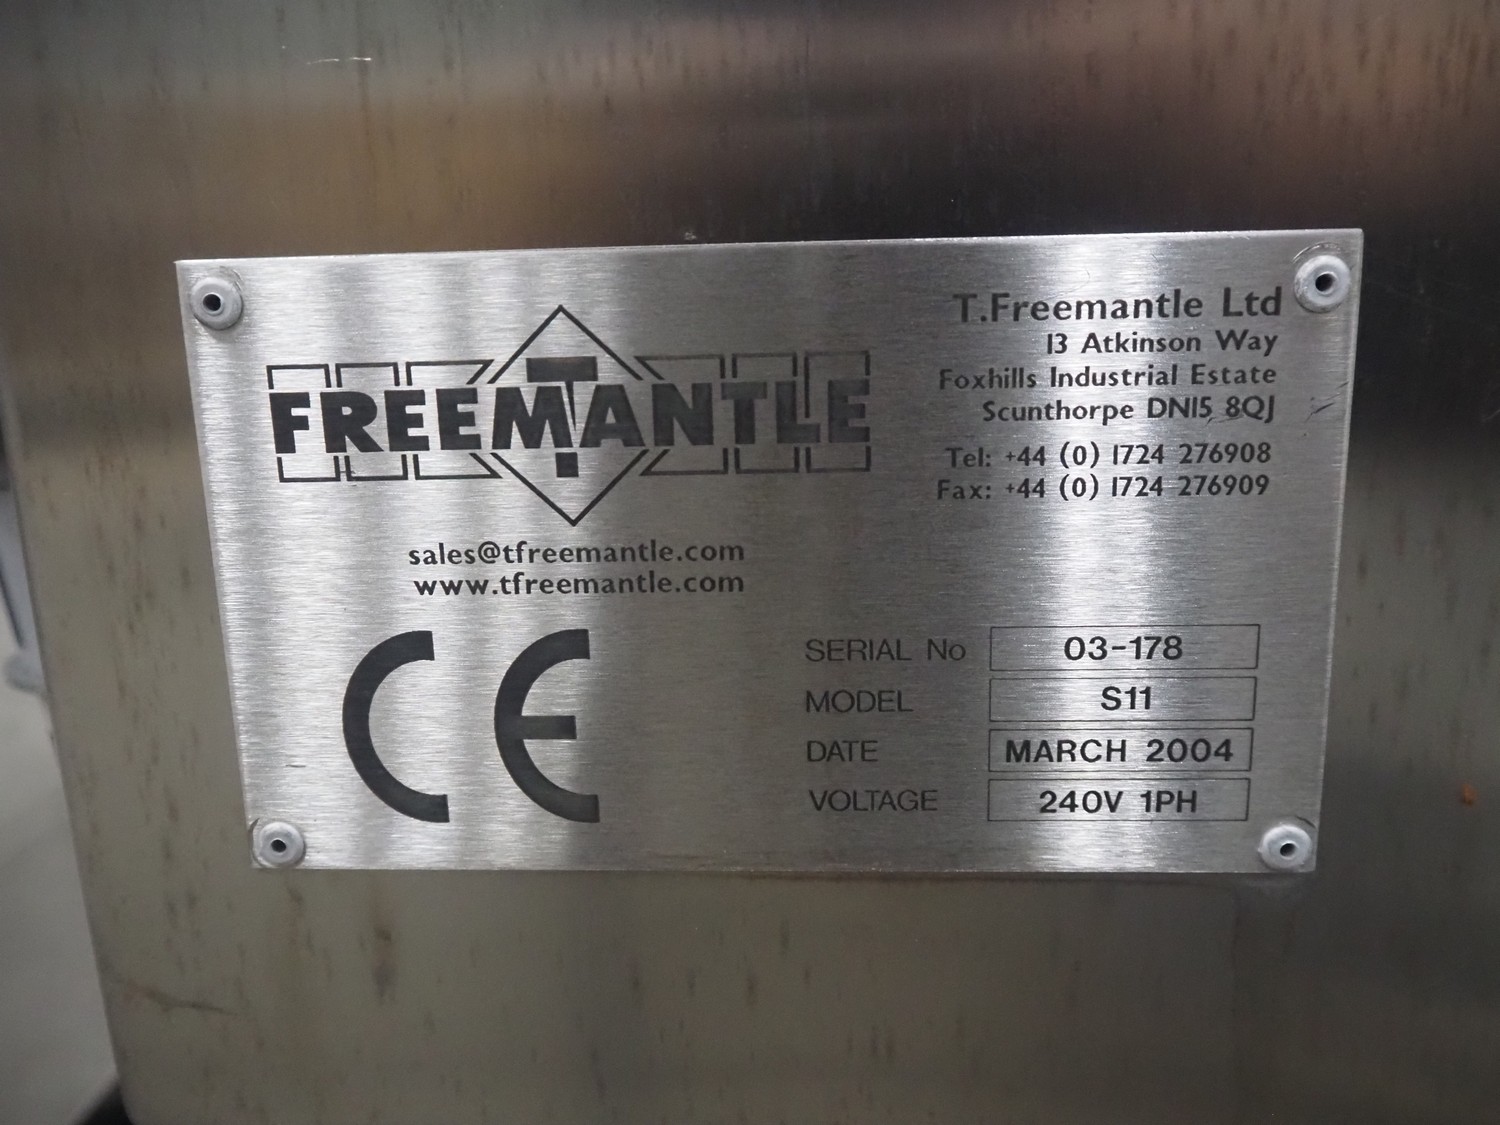 FREEMANTLE
T
sales@tfreemantle.com
www.tfreemantle.com
T.Freemantle Ltd
13 Atkinson Way
Foxhills Industrial Estate
Scunthorpe DN15 8QJ
Tel: +44 (0) 1724 276908
Fax: +44 (0) 1724 276909
CE
SERIAL No 03-178
MODEL S11
DATE MARCH 2004
VOLTAGE 240V 1PH